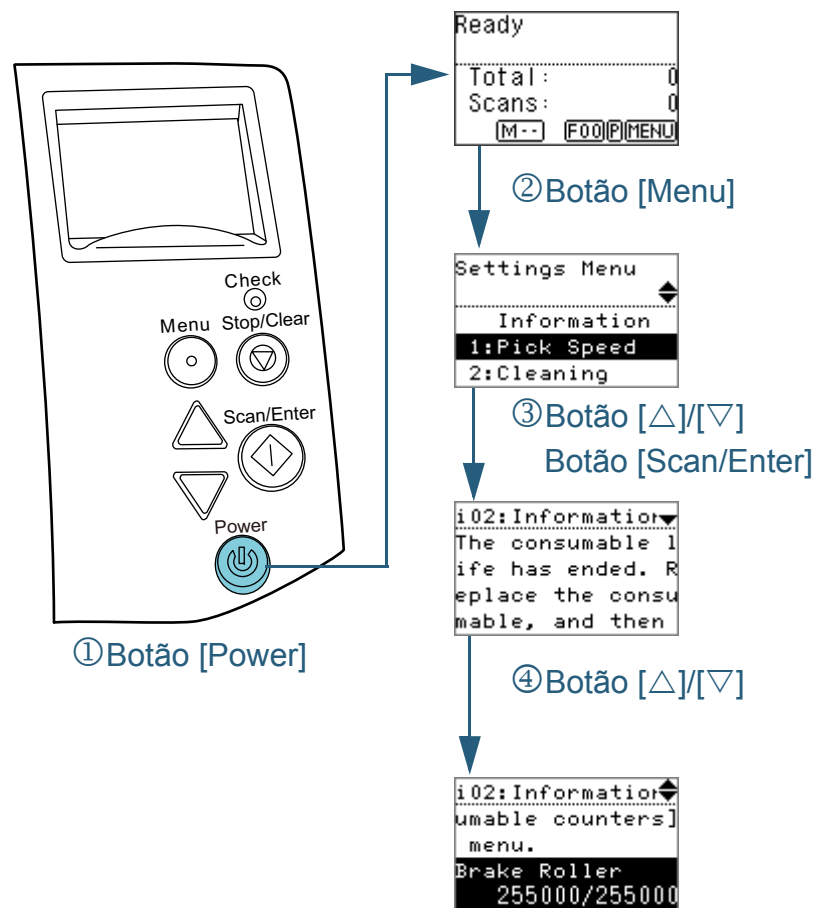 Check
Menu
Stop/Clear
Scan/Enter
Power
①Botão [Power]
Ready
Total: 0
Scans: 0
M-- F00 P MENU
②Botão [Menu]
Settings Menu
Information
1:Pick Speed
2:Cleaning
③Botão [△]/[▽]
Botão [Scan/Enter]
i02:Information
The consumable l
ife has ended. R
eplace the consu
mable, and then
④Botão [△]/[▽]
i02:Information
umable counters]
menu.
Brake Roller
255000/255000